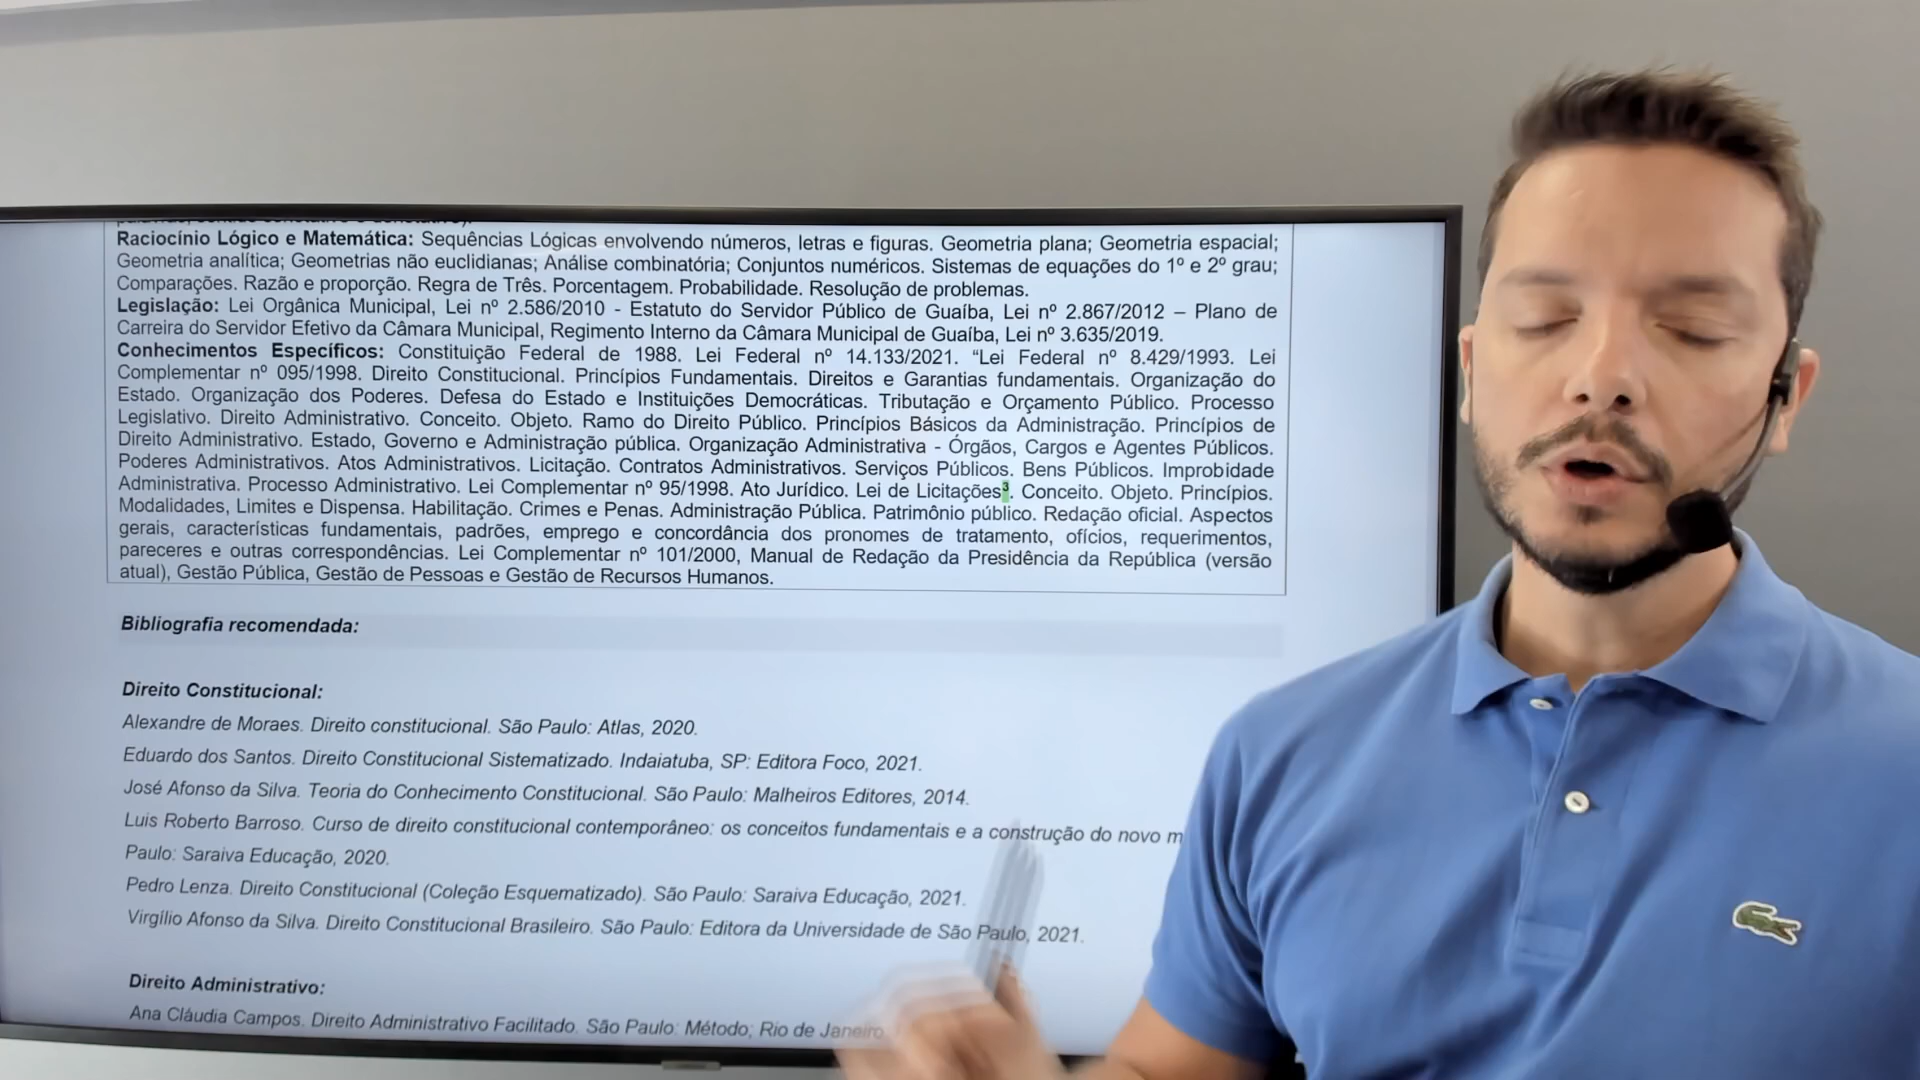 Raciocínio Lógico e Matemática: Sequências Lógicas envolvendo números, letras e figuras. Geometria plana; Geometria espacial;
Geometria analítica; Geometrias não euclidianas; Análise combinatória; Conjuntos numéricos. Sistemas de equações do 1º e 2º grau;
Comparações. Razão e proporção. Regra de Três. Porcentagem. Probabilidade. Resolução de problemas.
Legislação: Lei Orgânica Municipal, Lei nº 2.586/2010 - Estatuto do Servidor Público de Guaíba, Lei nº 2.867/2012 – Plano de
Carreira do Servidor Efetivo da Câmara Municipal, Regimento Interno da Câmara Municipal de Guaíba, Lei nº 3.635/2019.
Conhecimentos Específicos: Constituição Federal de 1988. Lei Federal nº 14.133/2021. “Lei Federal nº 8.429/1993. Lei
Complementar nº 095/1998. Direito Constitucional. Princípios Fundamentais. Direitos e Garantias fundamentais. Organização do
Estado. Organização dos Poderes. Defesa do Estado e Instituições Democráticas. Tributação e Orçamento Público. Processo
Legislativo. Direito Administrativo. Conceito. Objeto. Ramo do Direito Público. Princípios Básicos da Administração. Princípios de
Direito Administrativo. Estado, Governo e Administração pública. Organização Administrativa - Órgãos, Cargos e Agentes Públicos.
Poderes Administrativos. Atos Administrativos. Licitação. Contratos Administrativos. Serviços Públicos. Bens Públicos. Improbidade
Administrativa. Processo Administrativo. Lei Complementar nº 95/1998. Ato Jurídico. Lei de Licitações³. Conceito. Objeto. Princípios.
Modalidades, Limites e Dispensa. Habilitação. Crimes e Penas. Administração Pública. Patrimônio público. Redação oficial. Aspectos
gerais, características fundamentais, padrões, emprego e concordância dos pronomes de tratamento, ofícios, requerimentos,
pareceres e outras correspondências. Lei Complementar nº 101/2000, Manual de Redação da Presidência da República (versão
atual), Gestão Pública, Gestão de Pessoas e Gestão de Recursos Humanos.
Bibliografia recomendada:
Direito Constitucional:
Alexandre de Moraes. Direito constitucional. São Paulo: Atlas, 2020.
Eduardo dos Santos. Direito Constitucional Sistematizado. Indaiatuba, SP: Editora Foco, 2021.
José Afonso da Silva. Teoria do Conhecimento Constitucional. São Paulo: Malheiros Editores, 2014.
Luis Roberto Barroso. Curso de direito constitucional contemporâneo: os conceitos fundamentais e a construção do novo m
Paulo: Saraiva Educação, 2020.
Pedro Lenza. Direito Constitucional (Coleção Esquematizado). São Paulo: Saraiva Educação, 2021.
Virgílio Afonso da Silva. Direito Constitucional Brasileiro. São Paulo: Editora da Universidade de São Paulo, 2021.
Direito Administrativo:
Ana Cláudia Campos. Direito Administrativo Facilitado. São Paulo: Método; Rio de Janeiro